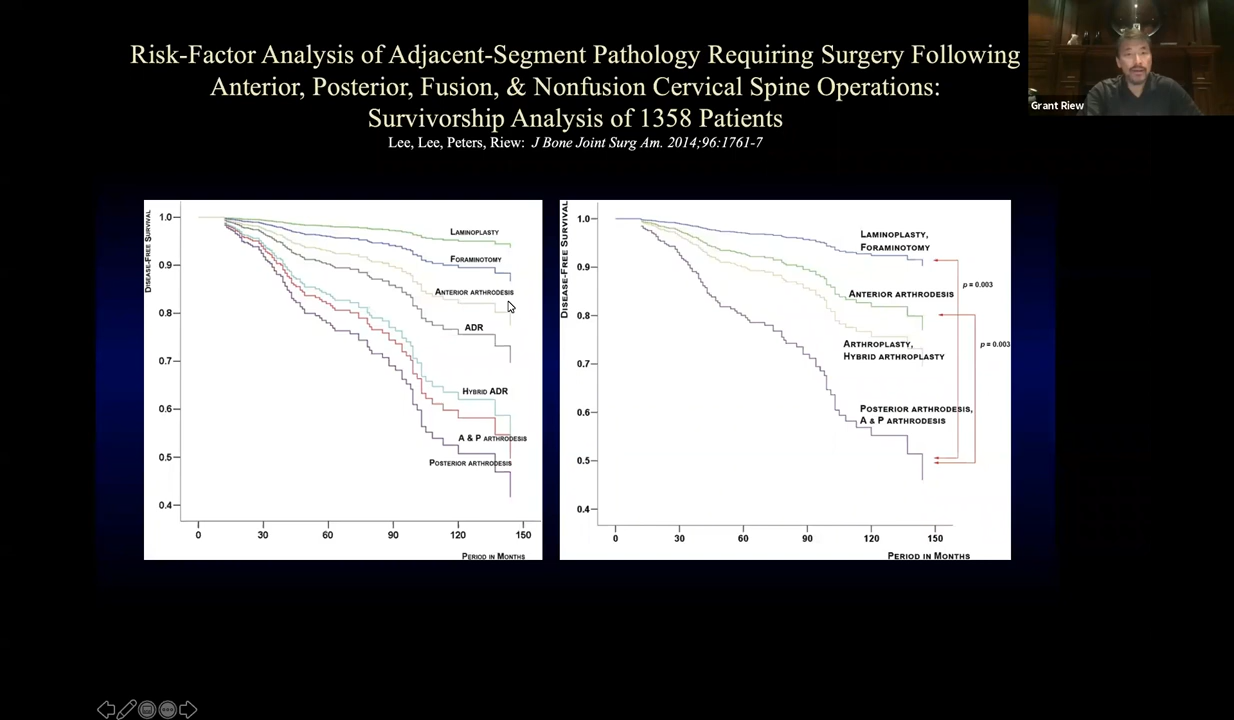 Risk-Factor Analysis of Adjacent-Segment Pathology Requiring Surgery Following
Anterior, Posterior, Fusion, & Nonfusion Cervical Spine Operations:
Survivorship Analysis of 1358 Patients
Lee, Lee, Peters, Riew: J Bone Joint Surg Am. 2014;96:1761-7
Grant Riew
DISEASE-FREE SURVIVAL
1.0
0.9
0.8
0.7
0.6
0.5
0.4
LAMINOPLASTY
FORAMINOTOMY
ANTERIOR ARTHRODESIS
ADR
HYBRID ADR
A & P ARTHRODESIS
POSTERIOR ARTHRODESIS
0 30 60 90 120 150
PERIOD IN MONTHS
DISEASE-FREE SURVIVAL
1.0
0.9
0.8
0.7
0.6
0.5
0.4
LAMINOPLASTY,
FORAMINOTOMY
p = 0.003
ANTERIOR ARTHRODESIS
ARTHROPLASTY,
HYBRID ARTHROPLASTY
p = 0.003
POSTERIOR ARTHRODESIS,
A & P ARTHRODESIS
0 30 60 90 120 150
PERIOD IN MONTHS